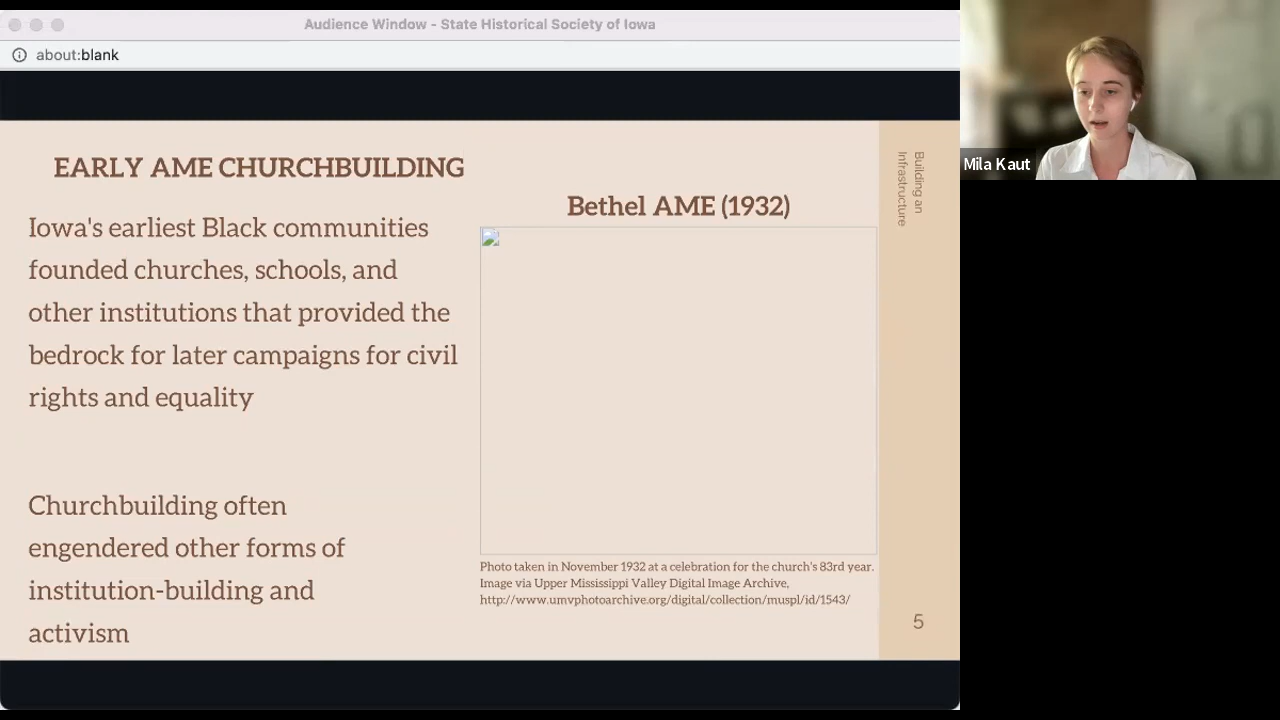 Audience Window - State Historical Society of Iowa
about:blank
EARLY AME CHURCHBUILDING
Iowa's earliest Black communities
founded churches, schools, and
other institutions that provided the
bedrock for later campaigns for civil
rights and equality
Churchbuilding often
engendered other forms of
institution-building and
activism
Bethel AME (1932)
Photo taken in November 1932 at a celebration for the church's 83rd year.
Image via Upper Mississippi Valley Digital Image Archive,
http://www.umvphotoarchive.org/digital/collection/muspl/id/1543/
Building an
Infrastructure
5
Mila Kaut